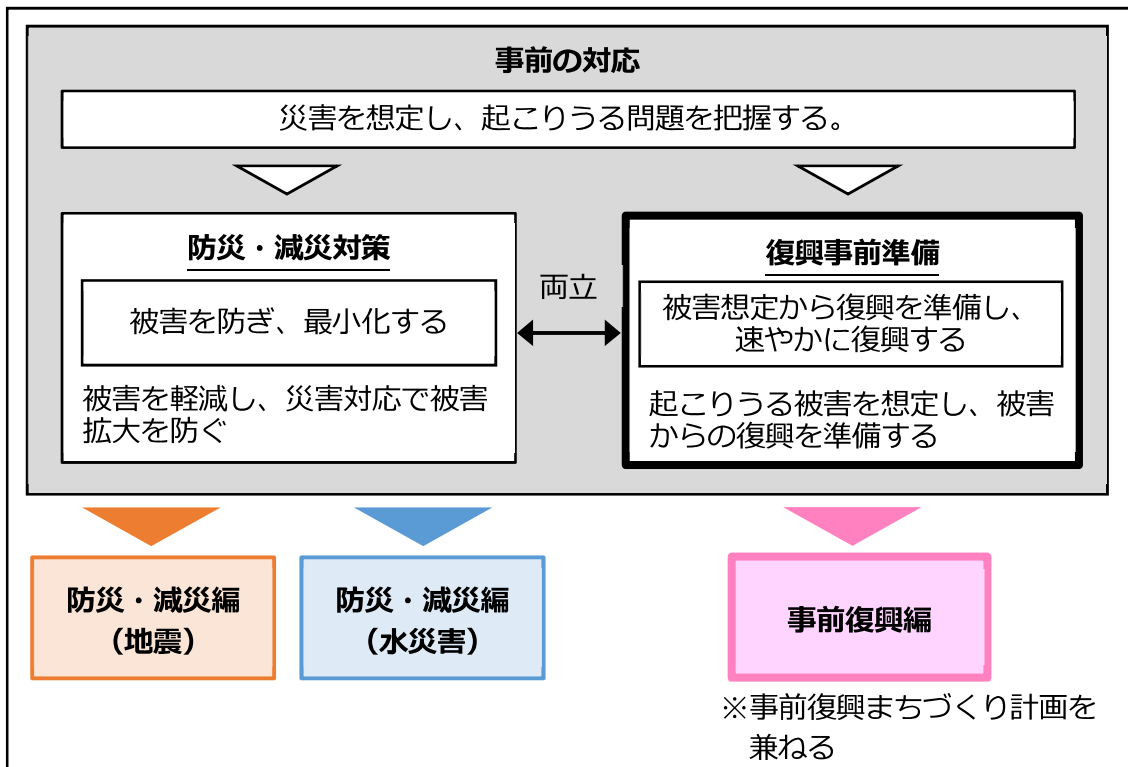 事前の対応
災害を想定し、起こりうる問題を把握する。
防災・減災対策
被害を防ぎ、最小化する
被害を軽減し、災害対応で被害
拡大を防ぐ
両立
復興事前準備
被害想定から復興を準備し、
速やかに復興する
起こりうる被害を想定し、被害
からの復興を準備する
防災・減災編
（地震）
防災・減災編
（水災害）
事前復興編
※事前復興まちづくり計画を
兼ねる